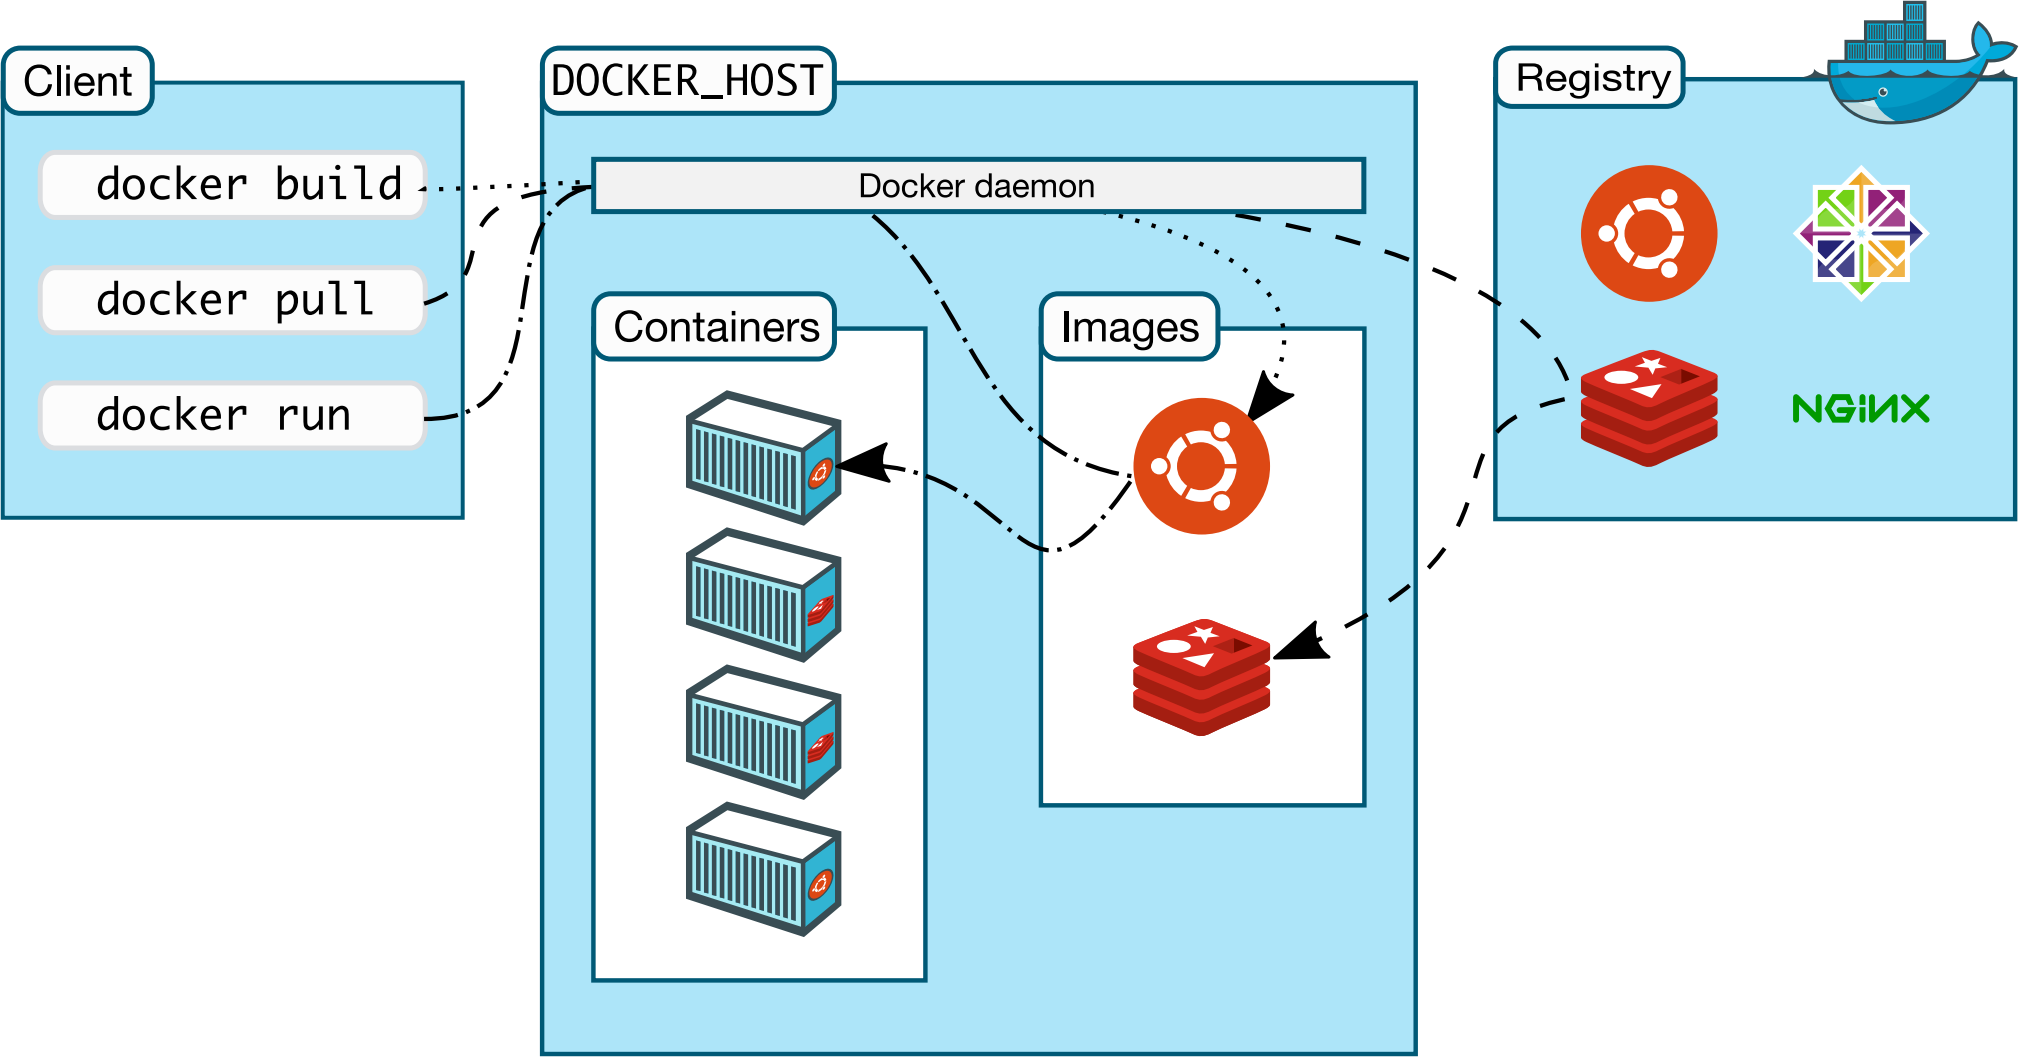 Client
docker build
docker pull
docker run
DOCKER_HOST
Docker daemon
Containers
Images
Registry
NGiNX